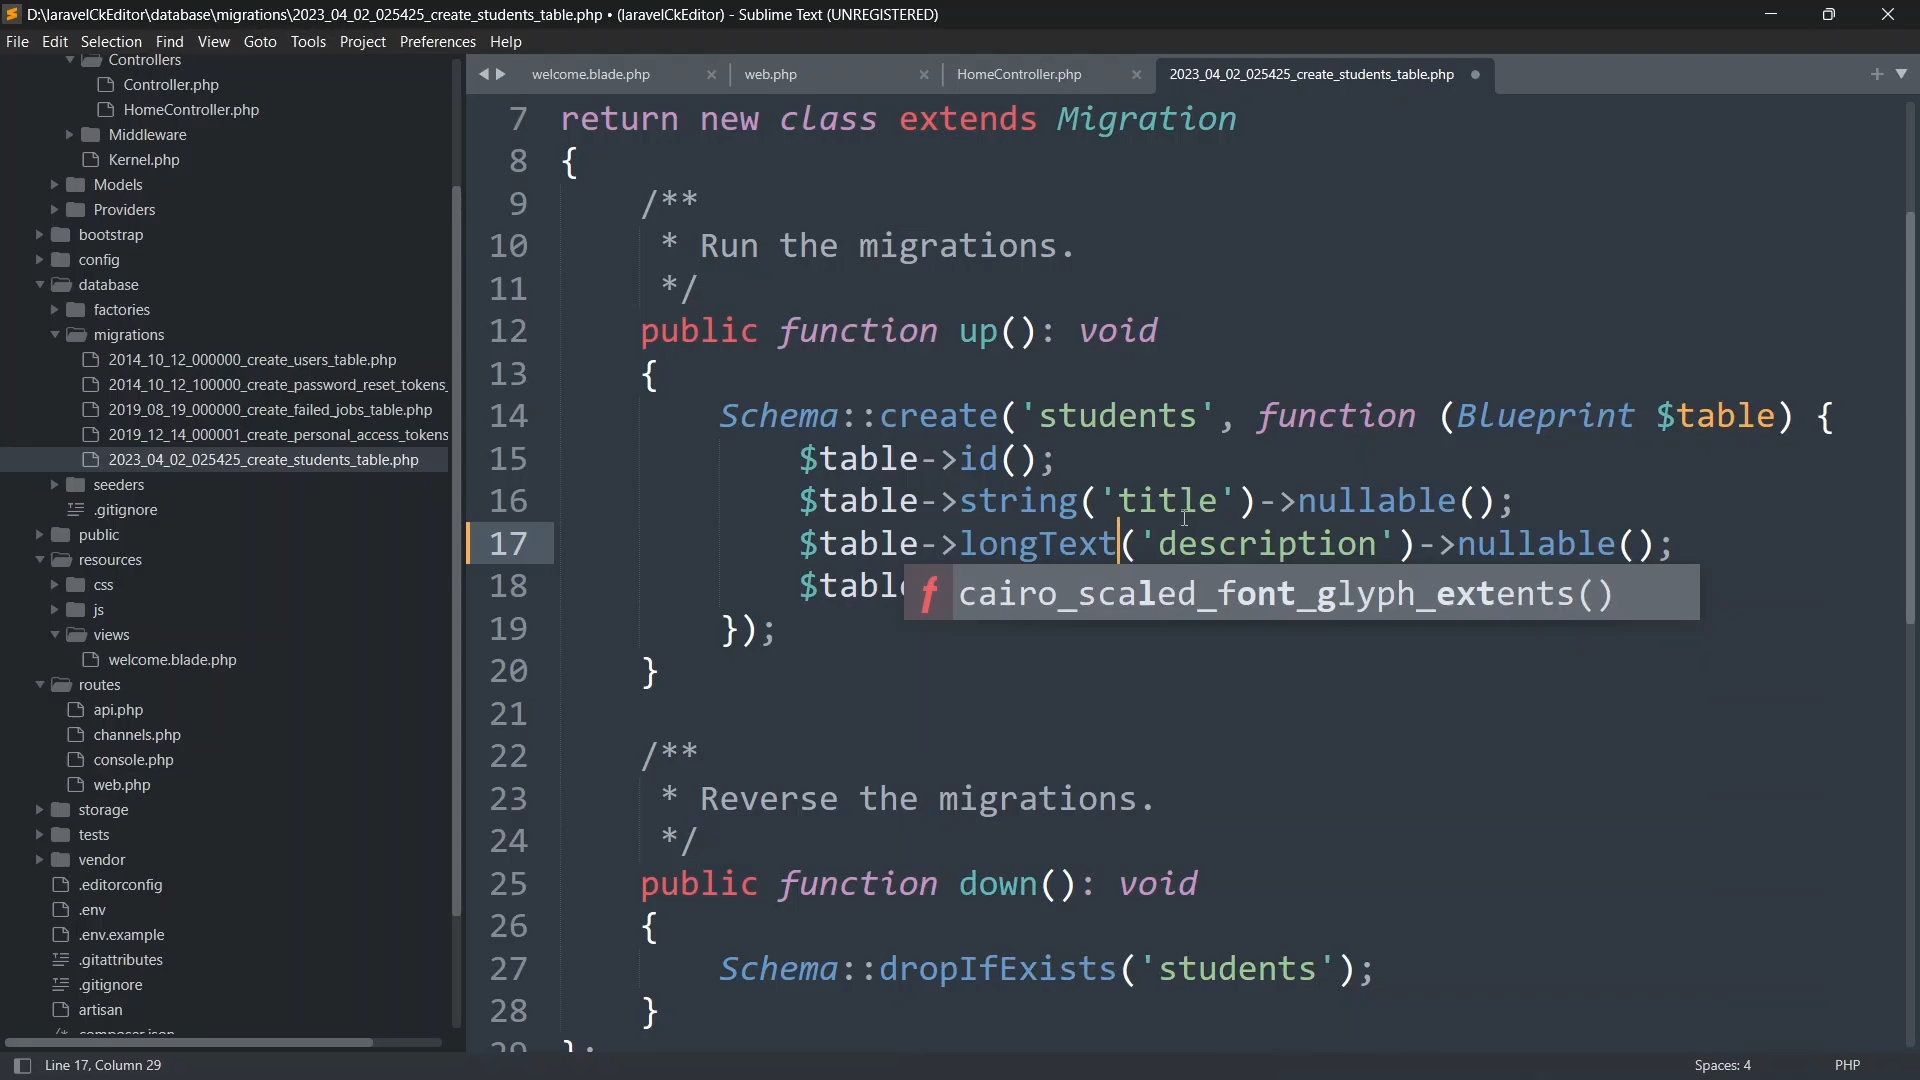 D:\laravelCkEditor\database\migrations\2023_04_02_025425_create_students_table.php • (laravelCkEditor) - Sublime Text (UNREGISTERED)
File Edit Selection Find View Goto Tools Project Preferences Help
Controllers
Controller.php
HomeController.php
Middleware
Kernel.php
Models
Providers
bootstrap
config
database
factories
migrations
2014_10_12_000000_create_users_table.php
2014_10_12_100000_create_password_reset_tokens_
2019_08_19_000000_create_failed_jobs_table.php
2019_12_14_000001_create_personal_access_tokens
2023_04_02_025425_create_students_table.php
seeders
.gitignore
public
resources
css
js
views
welcome.blade.php
routes
api.php
channels.php
console.php
web.php
storage
tests
vendor
.editorconfig
.env
.env.example
.gitattributes
.gitignore
artisan
composer.json
welcome.blade.php web.php HomeController.php 2023_04_02_025425_create_students_table.php
7 return new class extends Migration
8 {
9 /**
10 * Run the migrations.
11 */
12 public function up(): void
13 {
14 Schema::create('students', function (Blueprint $table) {
15 $table->id();
16 $table->string('title')->nullable();
17 $table->longText('description')->nullable();
18 $tabl
f cairo_scaled_font_glyph_extents()
19 });
20 }
21
22 /**
23 * Reverse the migrations.
24 */
25 public function down(): void
26 {
27 Schema::dropIfExists('students');
28 }
29 };
Line 17, Column 29 Spaces: 4 PHP